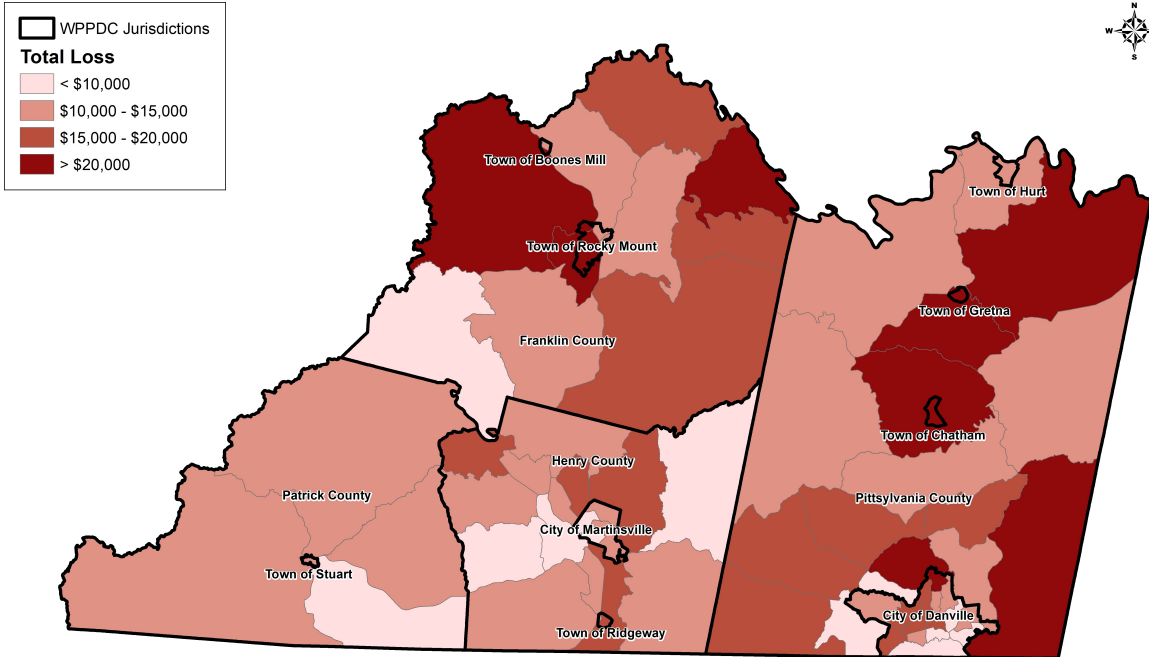 WPPDC Jurisdictions
Total Loss
< $10,000
$10,000 - $15,000
$15,000 - $20,000
> $20,000
N
W
E
S
Town of Boones Mill
Town of Hurt
Town of Rocky Mount
Town of Gretna
Franklin County
Town of Chatham
Henry County
Patrick County
Pittsylvania County
City of Martinsville
Town of Stuart
City of Danville
Town of Ridgeway